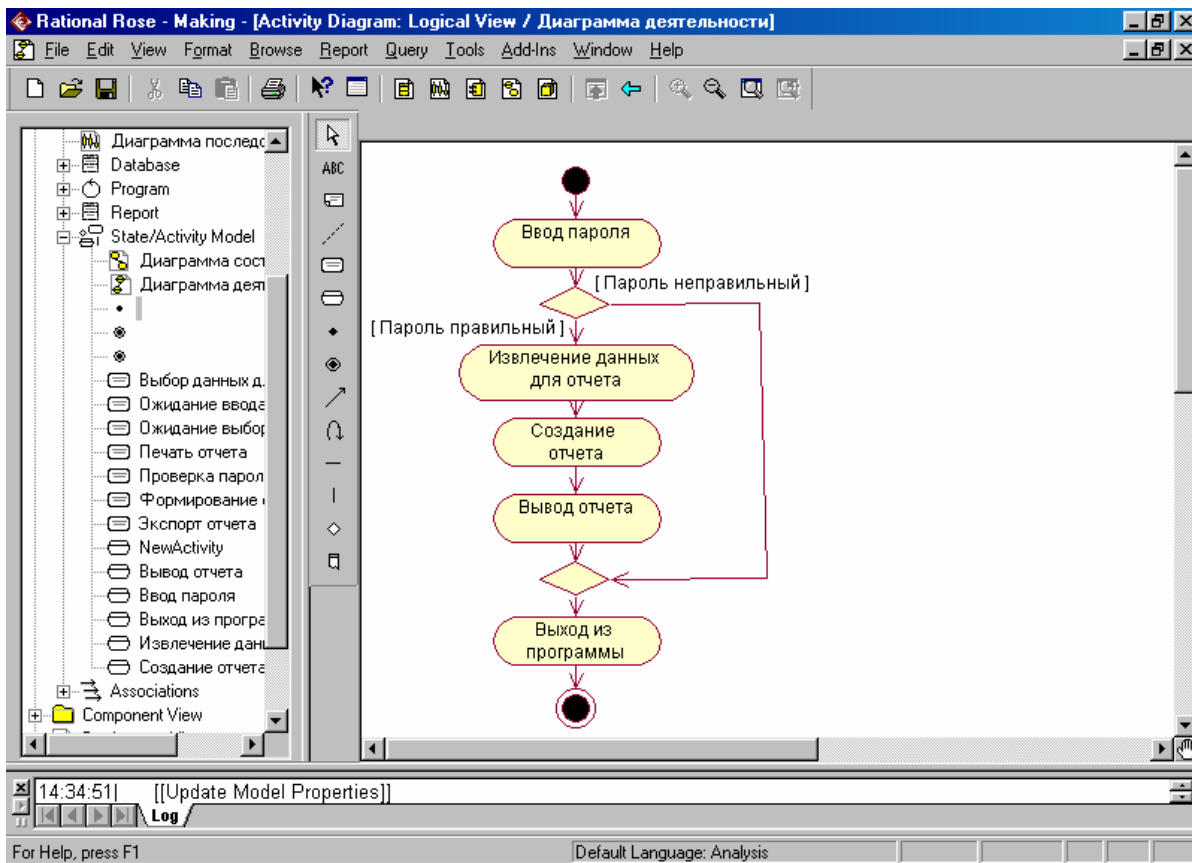 Rational Rose - Making - [Activity Diagram: Logical View / Диаграмма деятельности]
File Edit View Format Browse Report Query Tools Add-Ins Window Help
Диаграмма последс
Database
Program
Report
State/Activity Model
Диаграмма сост
Диаграмма деят
Выбор данных д
Ожидание ввода
Ожидание выбор
Печать отчета
Проверка парол
Формирование
Экспорт отчета
NewActivity
Вывод отчета
Ввод пароля
Выход из програ
Извлечение данн
Создание отчета
Associations
Component View
ABC
Ввод пароля
[ Пароль неправильный ]
[ Пароль правильный ]
Извлечение данных
для отчета
Создание
отчета
Вывод отчета
Выход из
программы
14:34:51| [[Update Model Properties]]
Log
For Help, press F1
Default Language: Analysis